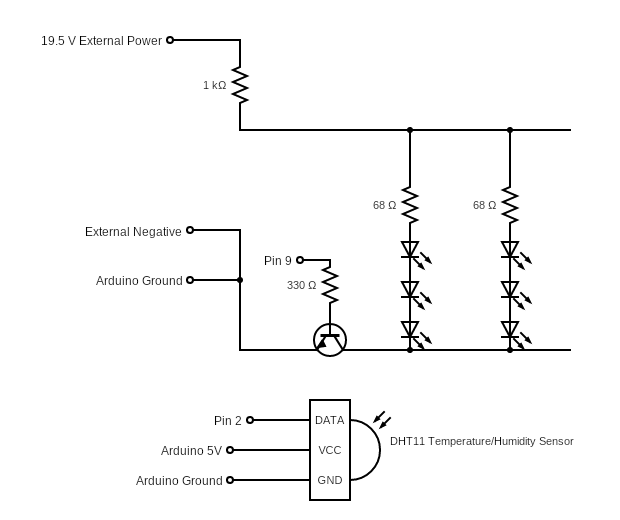 19.5 V External Power
1 kΩ
68 Ω
68 Ω
External Negative
Pin 9
Arduino Ground
330 Ω
Pin 2
DATA
DHT11 Temperature/Humidity Sensor
Arduino 5V
VCC
Arduino Ground
GND